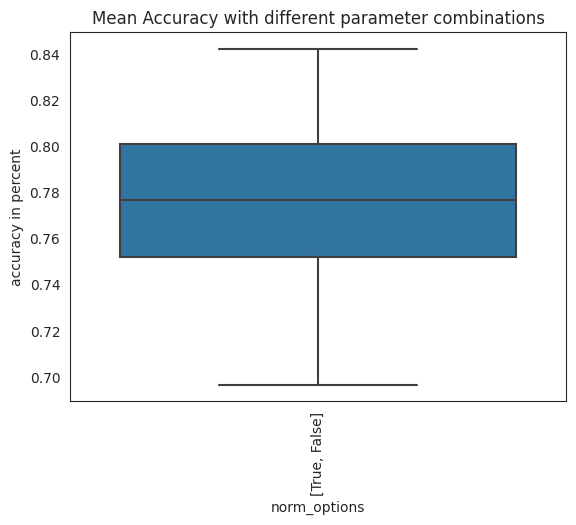 Mean Accuracy with different parameter combinations
accuracy in percent
0.84
0.82
0.80
0.78
0.76
0.74
0.72
0.70
[True, False]
norm_options